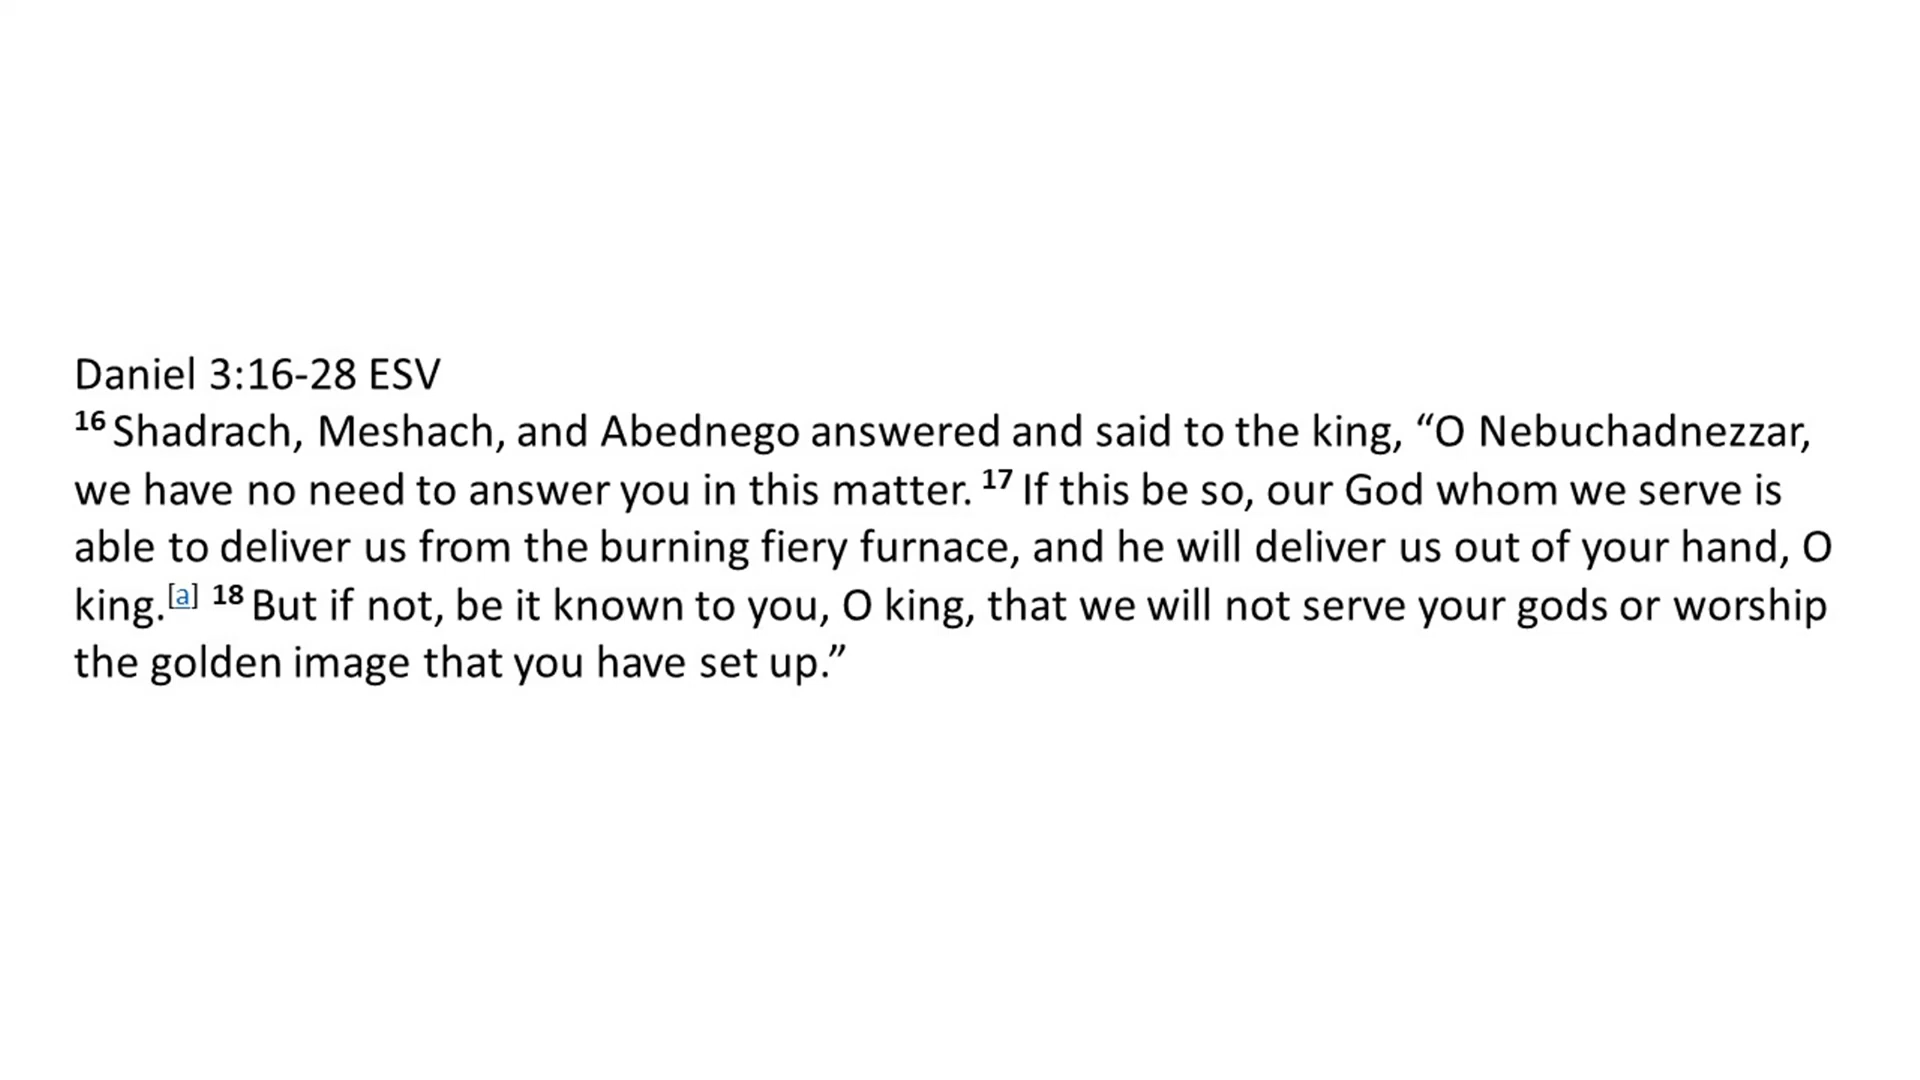 Daniel 3:16-28 ESV
16 Shadrach, Meshach, and Abednego answered and said to the king, “O Nebuchadnezzar,
we have no need to answer you in this matter. 17 If this be so, our God whom we serve is
able to deliver us from the burning fiery furnace, and he will deliver us out of your hand, O
king.[a] 18 But if not, be it known to you, O king, that we will not serve your gods or worship
the golden image that you have set up.”